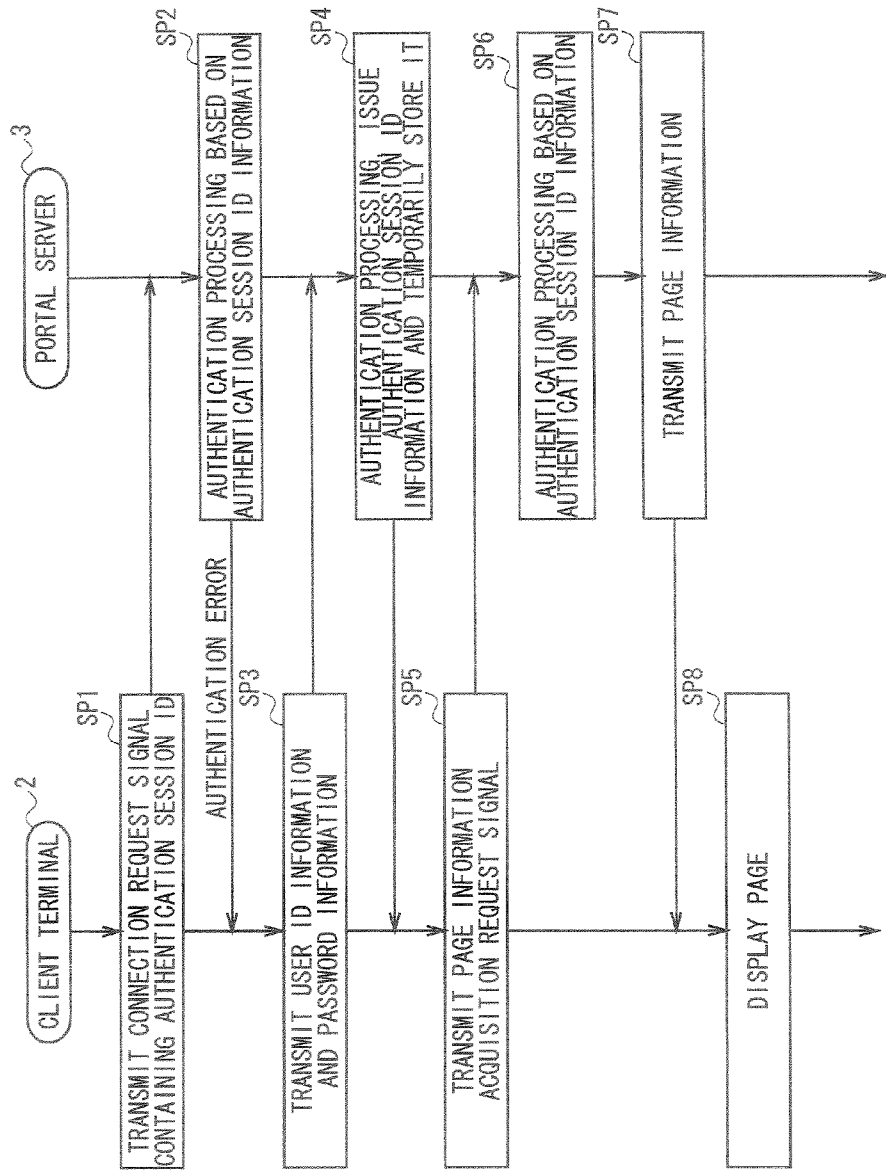 CLIENT TERMINAL
2
PORTAL SERVER
3
SP1
TRANSMIT CONNECTION REQUEST SIGNAL
CONTAINING AUTHENTICATION SESSION ID
SP2
AUTHENTICATION PROCESSING BASED ON
AUTHENTICATION SESSION ID INFORMATION
AUTHENTICATION ERROR
SP3
TRANSMIT USER ID INFORMATION
AND PASSWORD INFORMATION
SP4
AUTHENTICATION PROCESSING, ISSUE
AUTHENTICATION SESSION ID
INFORMATION AND TEMPORARILY STORE IT
SP5
TRANSMIT PAGE INFORMATION
ACQUISITION REQUEST SIGNAL
SP6
AUTHENTICATION PROCESSING BASED ON
AUTHENTICATION SESSION ID INFORMATION
SP7
TRANSMIT PAGE INFORMATION
SP8
DISPLAY PAGE